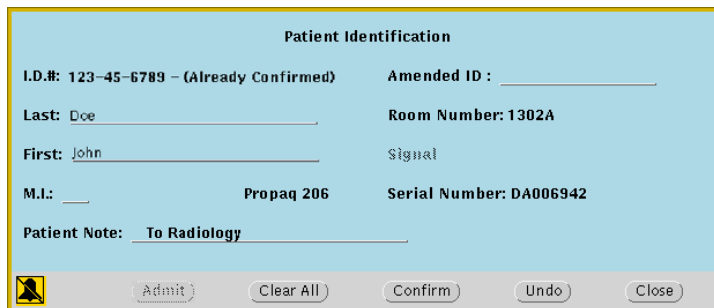 Patient Identification
I.D.#: 123-45-6789 - (Already Confirmed) Amended ID :
Last: Doe Room Number: 1302A
First: John Signal
M.I.: Propaq 206 Serial Number: DA006942
Patient Note: To Radiology
Admit Clear All Confirm Undo Close